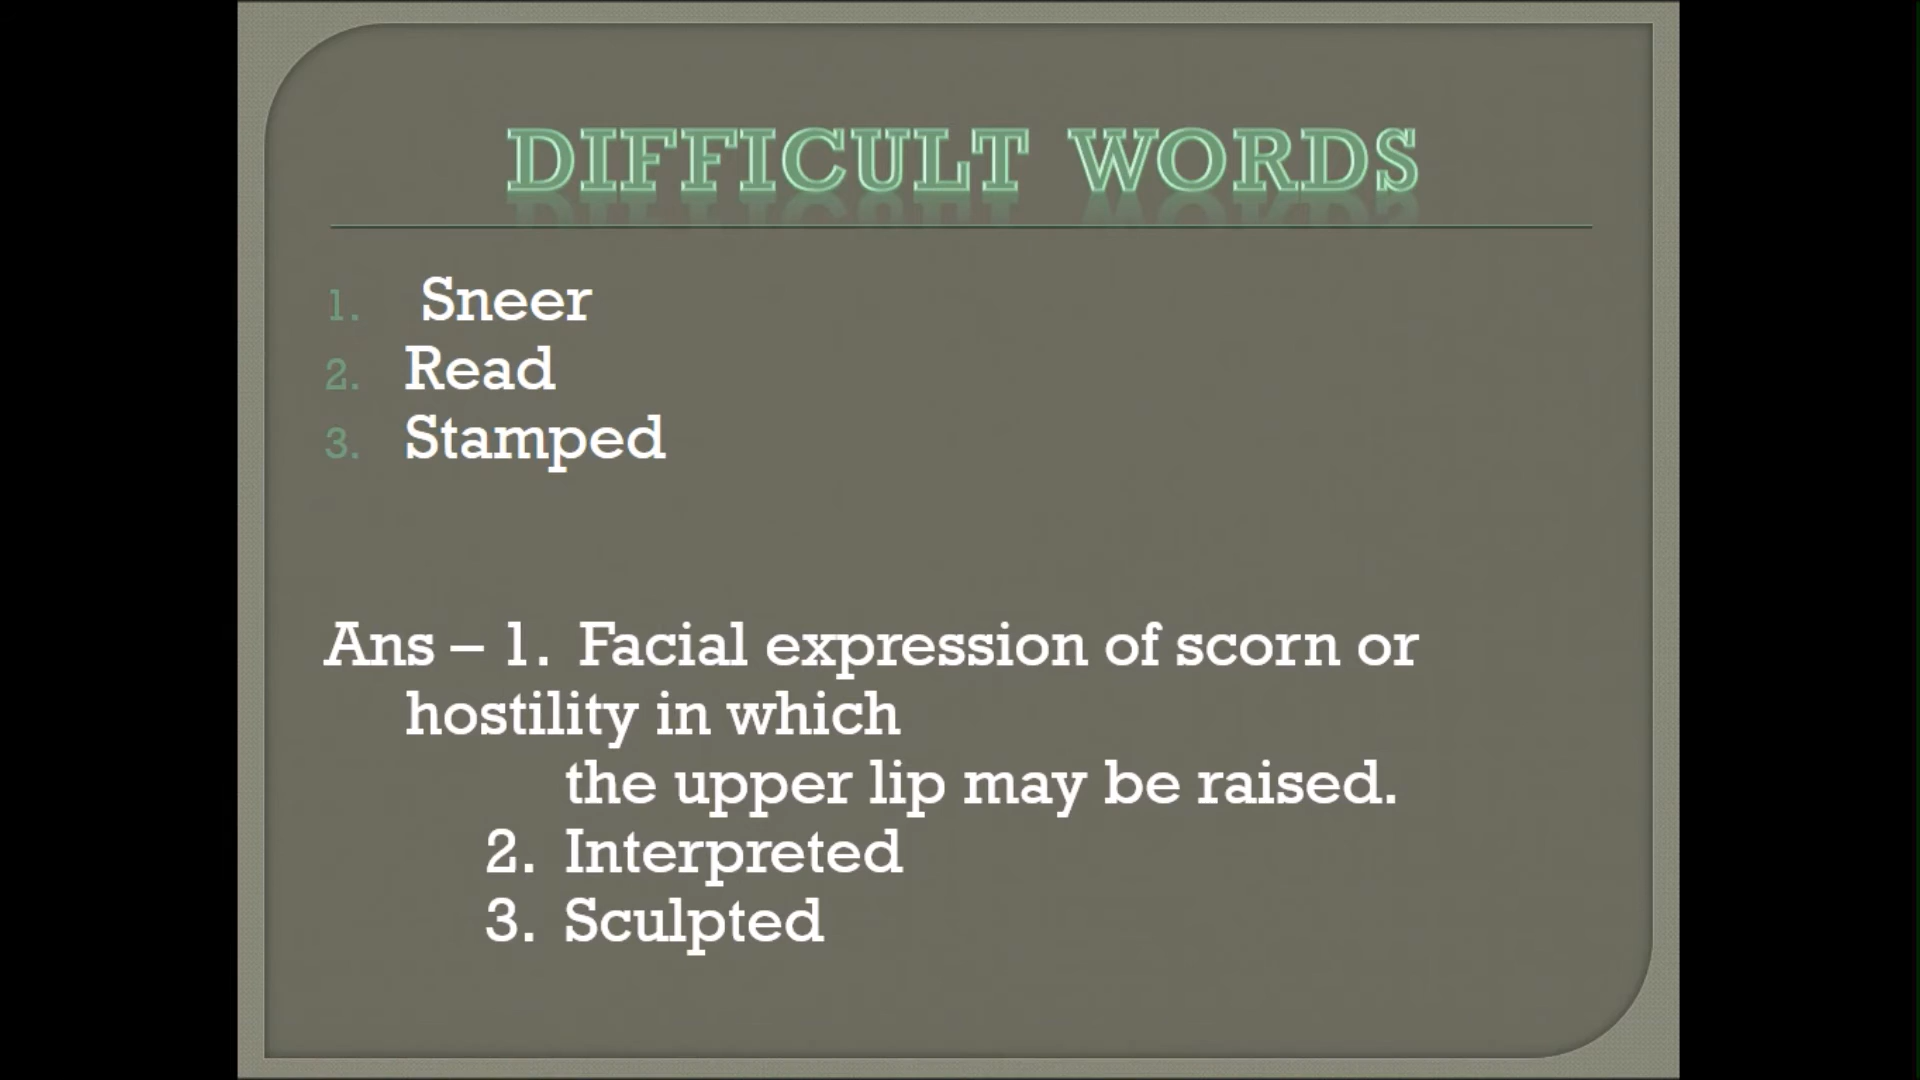 DIFFICULT WORDS
1. Sneer
2. Read
3. Stamped
Ans – 1. Facial expression of scorn or
hostility in which
the upper lip may be raised.
2. Interpreted
3. Sculpted